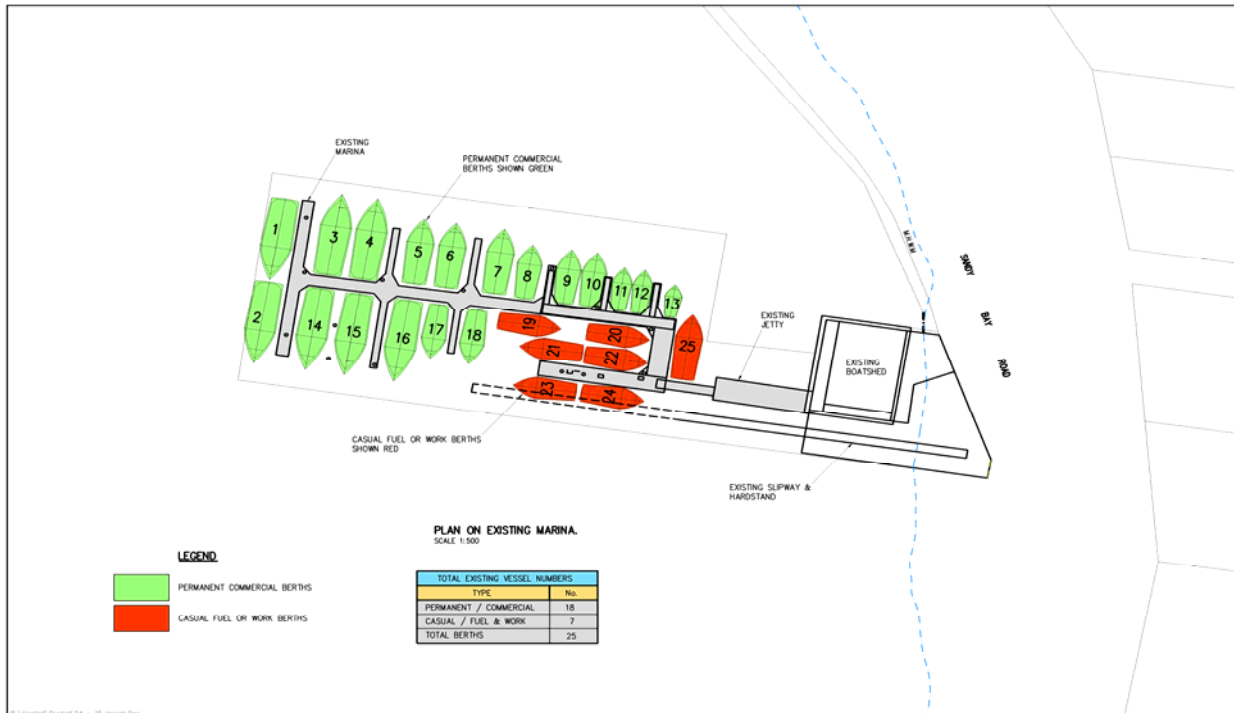 EXISTING
MARINA
PERMANENT COMMERCIAL
BERTHS SHOWN GREEN
1
3
4
5
6
7
8
9
10
11
12
13
2
14
15
16
17
18
19
20
21
22
23
24
25
M.H.W.M
SANDY
BAY
ROAD
EXISTING
JETTY
EXISTING
BOATSHED
CASUAL FUEL OR WORK BERTHS
SHOWN RED
EXISTING SLIPWAY &
HARDSTAND
PLAN ON EXISTING MARINA.
SCALE 1:500
LEGEND
PERMANENT COMMERCIAL BERTHS
CASUAL FUEL OR WORK BERTHS
TOTAL EXISTING VESSEL NUMBERS
TYPE No.
PERMANENT / COMMERCIAL 18
CASUAL / FUEL & WORK 7
TOTAL BERTHS 25